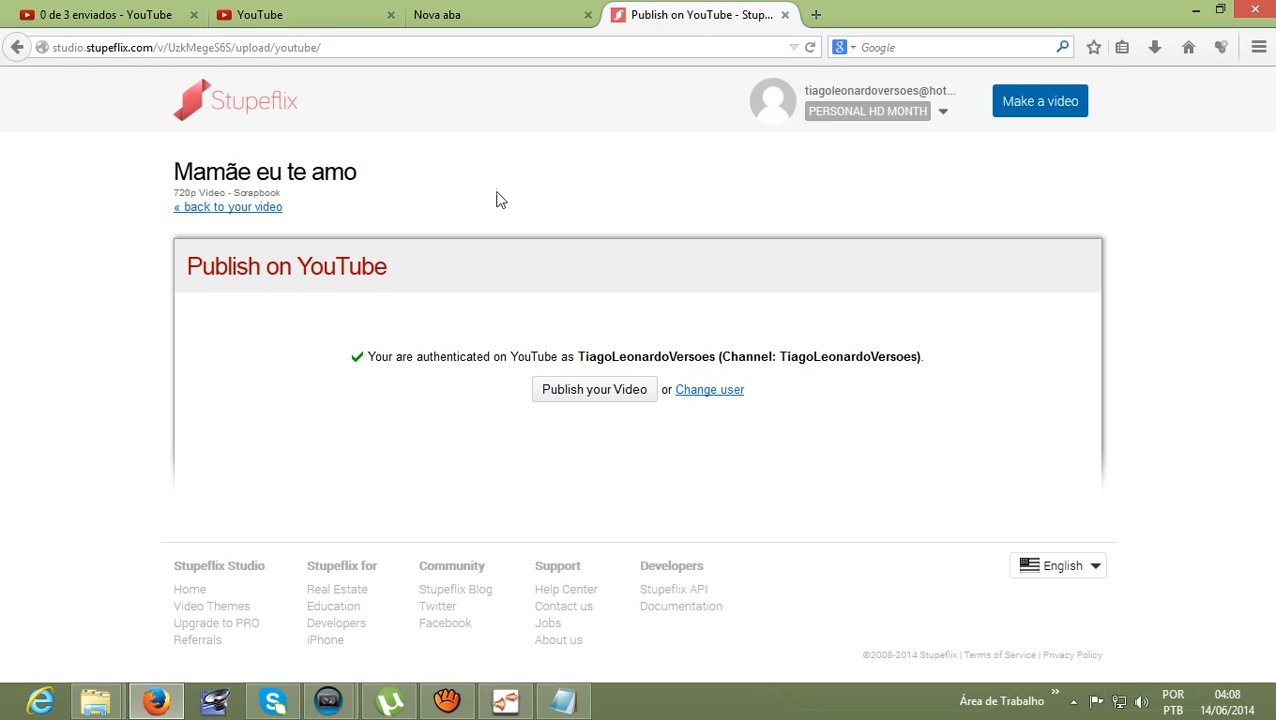 0 de 3 enviados - YouTube
YouTube
Nova aba
Publish on YouTube - Stup...
studio.stupeflix.com/v/UzkMegeS6S/upload/youtube/
Google
Stupeflix
tiagoleonardoversoes@hot...
PERSONAL HD MONTH
Make a video
Mamãe eu te amo
720p Video - Scrapbook
« back to your video
Publish on YouTube
Your are authenticated on YouTube as TiagoLeonardoVersoes (Channel: TiagoLeonardoVersoes).
Publish your Video or Change user
Stupeflix Studio
Home
Video Themes
Upgrade to PRO
Referrals
Stupeflix for
Real Estate
Education
Developers
iPhone
Community
Stupeflix Blog
Twitter
Facebook
Support
Help Center
Contact us
Jobs
About us
Developers
Stupeflix API
Documentation
English
©2008-2014 Stupeflix | Terms of Service | Privacy Policy
Área de Trabalho
POR
PTB
04:08
14/06/2014